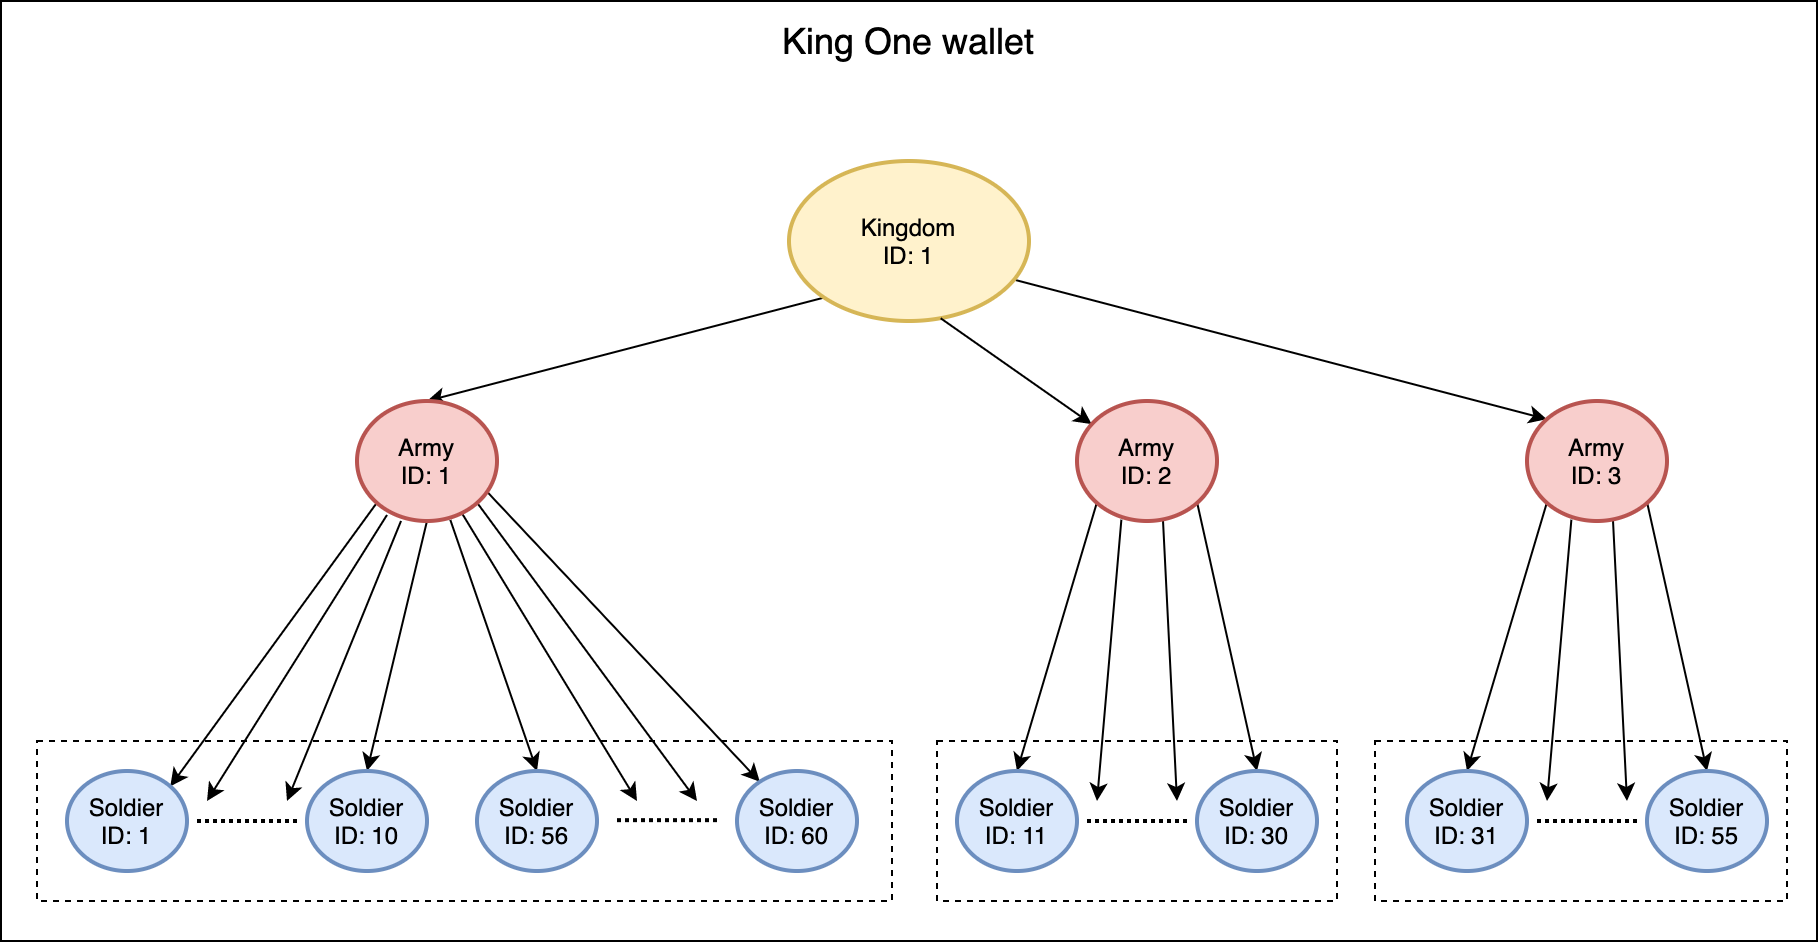 King One wallet
Kingdom
ID: 1
Army
ID: 1
Army
ID: 2
Army
ID: 3
Soldier
ID: 1
Soldier
ID: 10
Soldier
ID: 56
Soldier
ID: 60
Soldier
ID: 11
Soldier
ID: 30
Soldier
ID: 31
Soldier
ID: 55